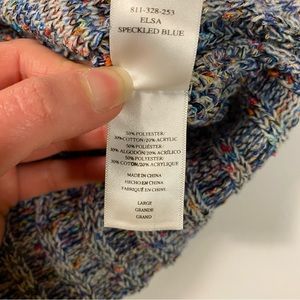 811-328-253
ELSA
SPECKLED BLUE
50% POLYESTER/
30%COTTON/20% ACRYLIC
50% POLIÉSTER/
30% ALGODÓN/20% ACRÍLICO
50% POLYESTER/
30% COTON/20% ACRYLIQUE
MADE IN CHINA
HECHO EN CHINA
FABRIQUÉ EN CHINE
LARGE
GRANDE
GRAND